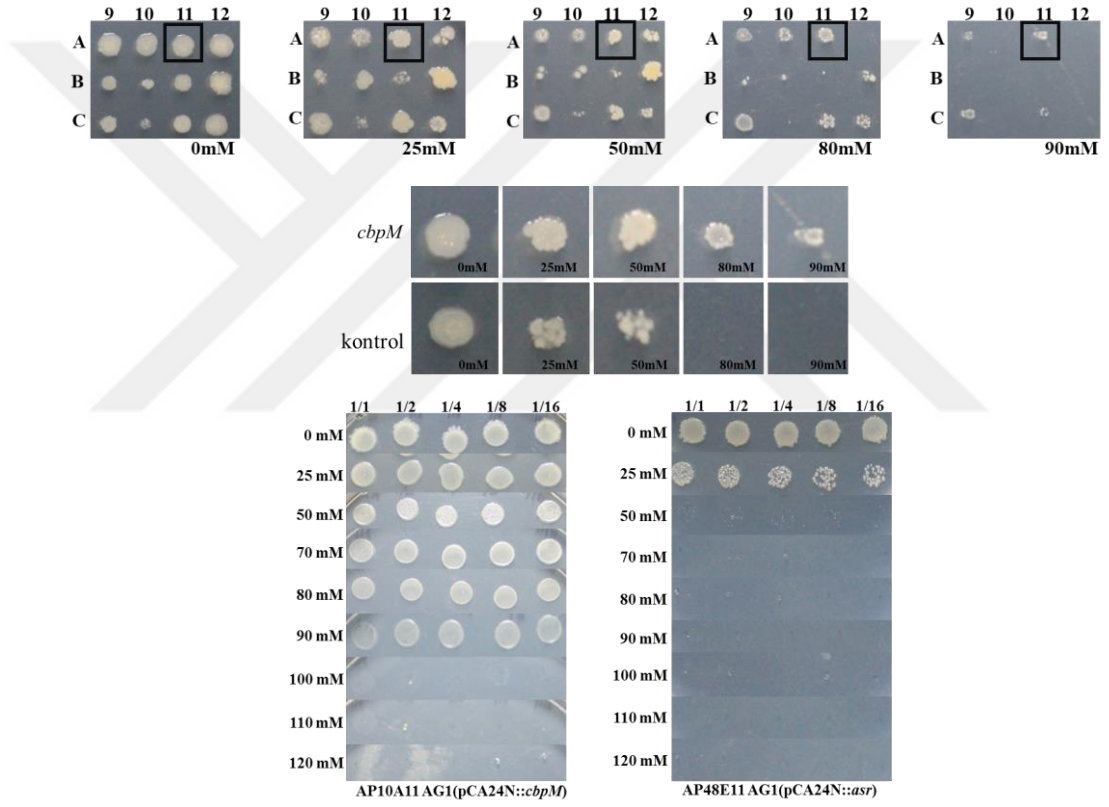 9 10 11 12
A
B
C
0mM
9 10 11 12
A
B
C
25mM
9 10 11 12
A
B
C
50mM
9 10 11 12
A
B
C
80mM
9 10 11 12
A
B
C
90mM
cbpM
0mM 25mM 50mM 80mM 90mM
kontrol
0mM 25mM 50mM 80mM 90mM
1/1 1/2 1/4 1/8 1/16
0 mM
25 mM
50 mM
70 mM
80 mM
90 mM
100 mM
110 mM
120 mM
AP10A11 AG1(pCA24N::cbpM)
1/1 1/2 1/4 1/8 1/16
0 mM
25 mM
50 mM
70 mM
80 mM
90 mM
100 mM
110 mM
120 mM
AP48E11 AG1(pCA24N::asr)